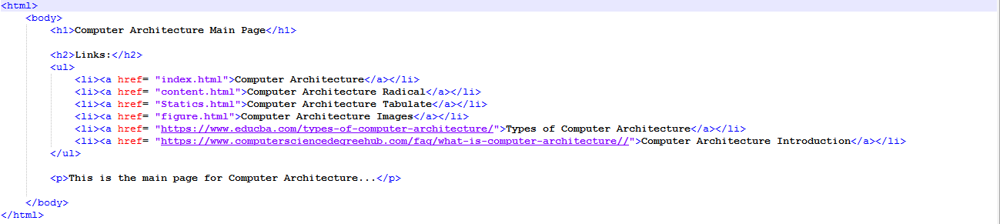 <html>
<body>
<h1>Computer Architecture Main Page</h1>
<h2>Links:</h2>
<ul>
<li><a href= "index.html">Computer Architecture</a></li>
<li><a href= "content.html">Computer Architecture Radical</a></li>
<li><a href= "Statics.html">Computer Architecture Tabulate</a></li>
<li><a href= "figure.html">Computer Architecture Images</a></li>
<li><a href= "https://www.educba.com/types-of-computer-architecture/">Types of Computer Architecture</a></li>
<li><a href= "https://www.computersciencedegreehub.com/faq/what-is-computer-architecture//">Computer Architecture Introduction</a></li>
</ul>
<p>This is the main page for Computer Architecture...</p>
</body>
</html>